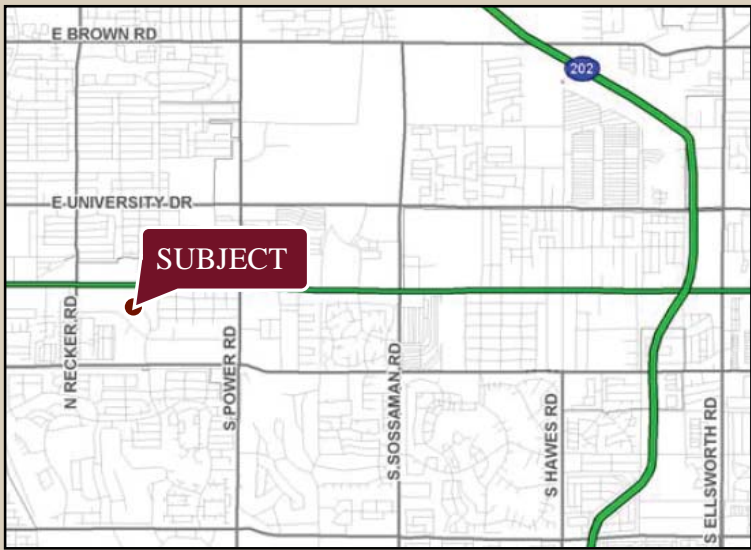 E BROWN RD
202
E UNIVERSITY DR
SUBJECT
N RECKER RD
S POWER RD
S SOSSAMAN RD
S HAWES RD
S ELLSWORTH RD